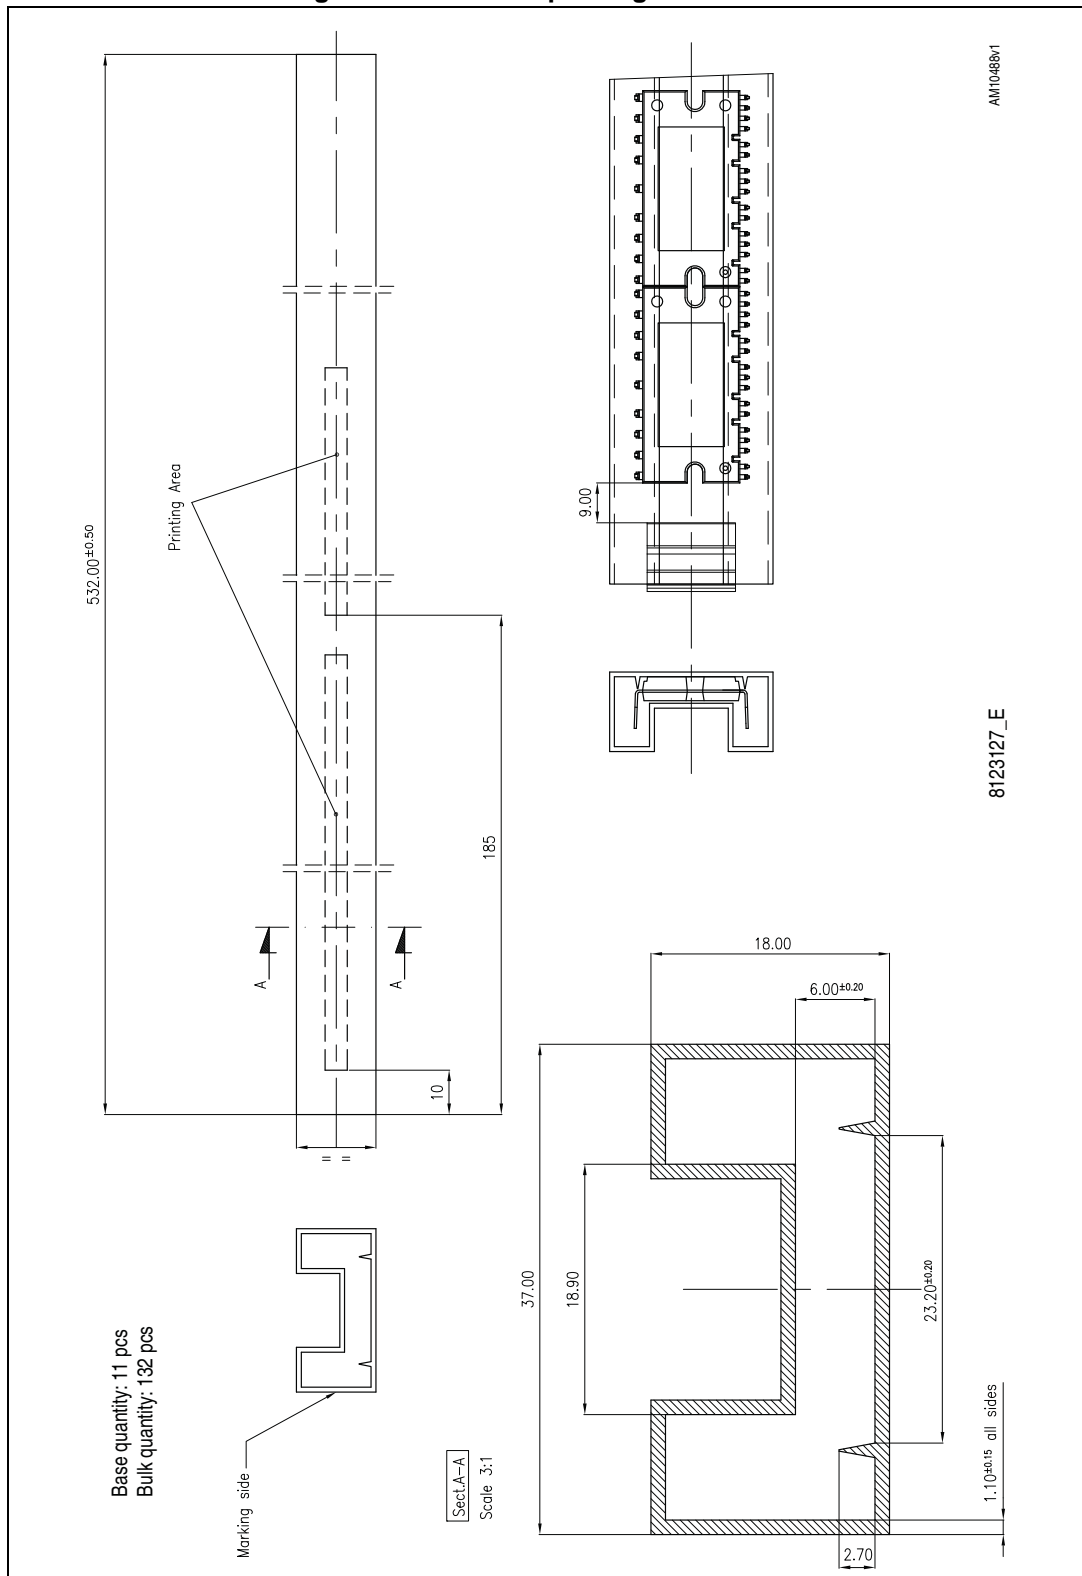 AM10488v1
532.00±0.50
Printing Area
185
10
A
A
= =
9.00
8123127_E
Base quantity: 11 pcs
Bulk quantity: 132 pcs
Marking side
Sect.A-A
Scale 3:1
18.00
6.00±0.20
37.00
18.90
23.20±0.20
1.10±0.15 all sides
2.70